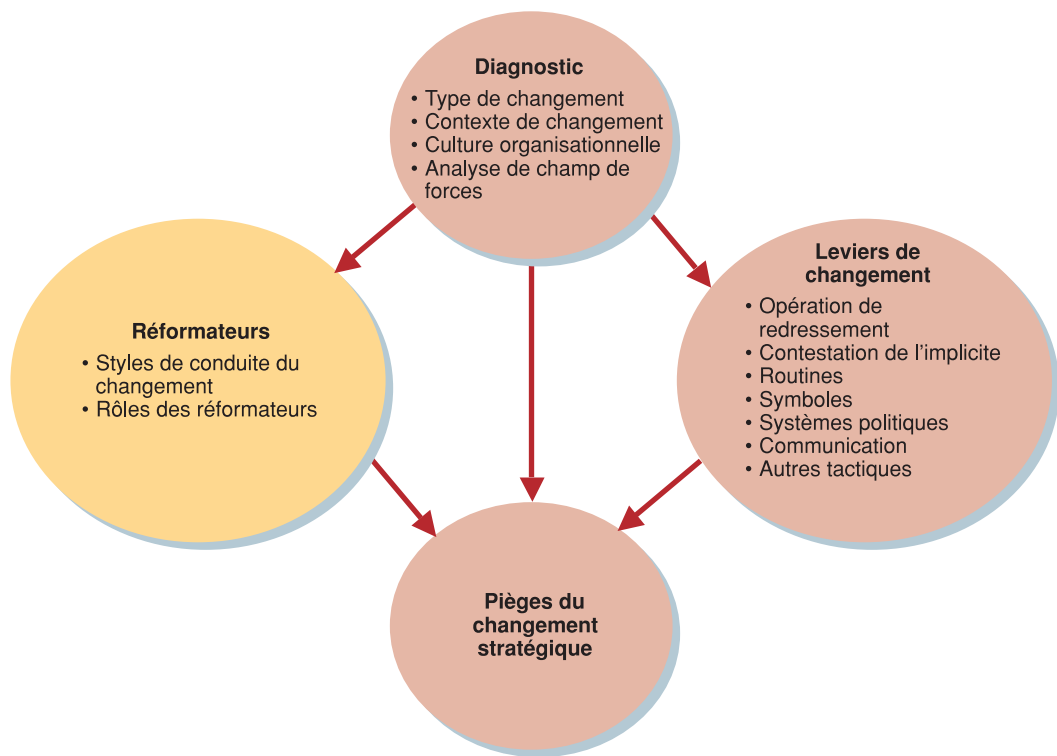 Diagnostic
• Type de changement
• Contexte de changement
• Culture organisationnelle
• Analyse de champ de
forces
Réformateurs
• Styles de conduite du
changement
• Rôles des réformateurs
Leviers de
changement
• Opération de
redressement
• Contestation de l'implicite
• Routines
• Symboles
• Systèmes politiques
• Communication
• Autres tactiques
Pièges du
changement
stratégique